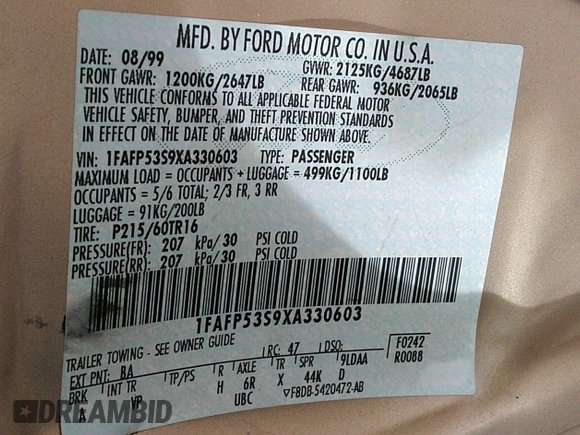 MFD. BY FORD MOTOR CO. IN U.S.A.
DATE: 08/99 GVWR: 2125KG/4687LB
FRONT GAWR: 1200KG/2647LB REAR GAWR: 936KG/2065LB
THIS VEHICLE CONFORMS TO ALL APPLICABLE FEDERAL MOTOR
VEHICLE SAFETY, BUMPER, AND THEFT PREVENTION STANDARDS
IN EFFECT ON THE DATE OF MANUFACTURE SHOWN ABOVE.
VIN: 1FAFP53S9XA330603 TYPE: PASSENGER
MAXIMUM LOAD = OCCUPANTS + LUGGAGE = 499KG/1100LB
OCCUPANTS = 5/6 TOTAL; 2/3 FR, 3 RR
LUGGAGE = 91KG/200LB
TIRE: P215/60TR16
PRESSURE(FR): 207 kPa/30 PSI COLD
PRESSURE(RR): 207 kPa/30 PSI COLD
1FAFP53S9XA330603
TRAILER TOWING - SEE OWNER GUIDE
EXT PNT: BA RC: 47 DSO: F0242
BRK INT TR TP/PS R AXLE TR SPR 9LDAA R0088
A VP H 6R X 44K D
UBC ▽F8DB-5420472-AB
DREAMBID